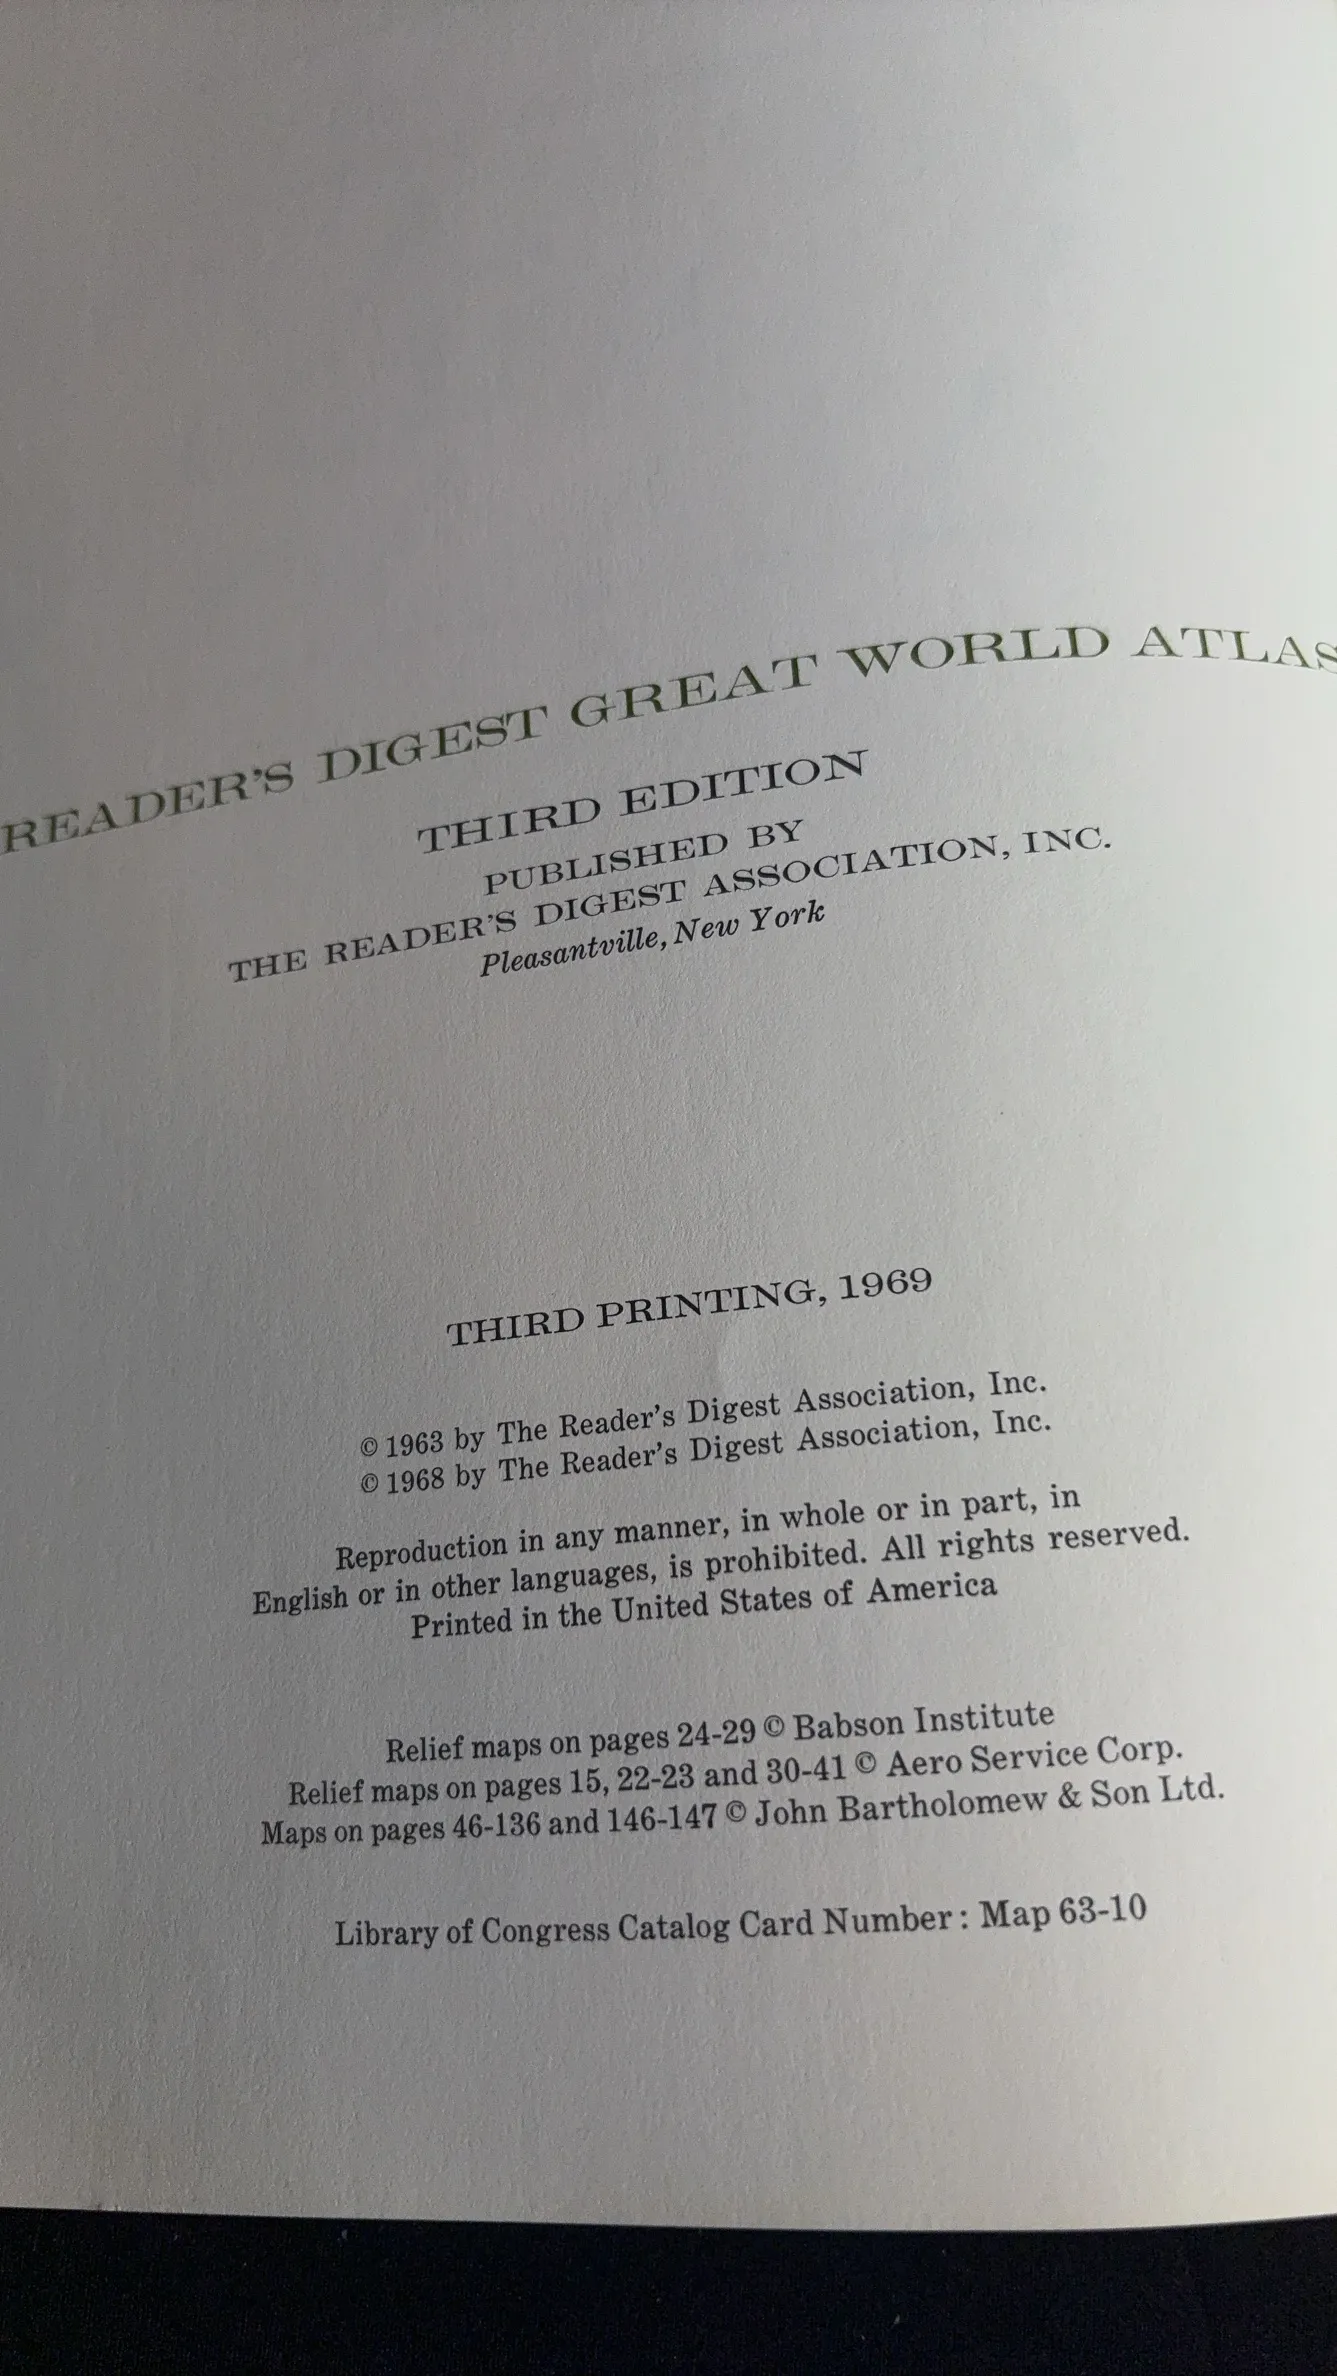 READER'S DIGEST GREAT WORLD ATLAS
THIRD EDITION
PUBLISHED BY
THE READER'S DIGEST ASSOCIATION, INC.
Pleasantville, New York
THIRD PRINTING, 1969
© 1963 by The Reader's Digest Association, Inc.
© 1968 by The Reader's Digest Association, Inc.
Reproduction in any manner, in whole or in part, in
English or in other languages, is prohibited. All rights reserved.
Printed in the United States of America
Relief maps on pages 24-29 © Babson Institute
Relief maps on pages 15, 22-23 and 30-41 © Aero Service Corp.
Maps on pages 46-136 and 146-147 © John Bartholomew & Son Ltd.
Library of Congress Catalog Card Number: Map 63-10